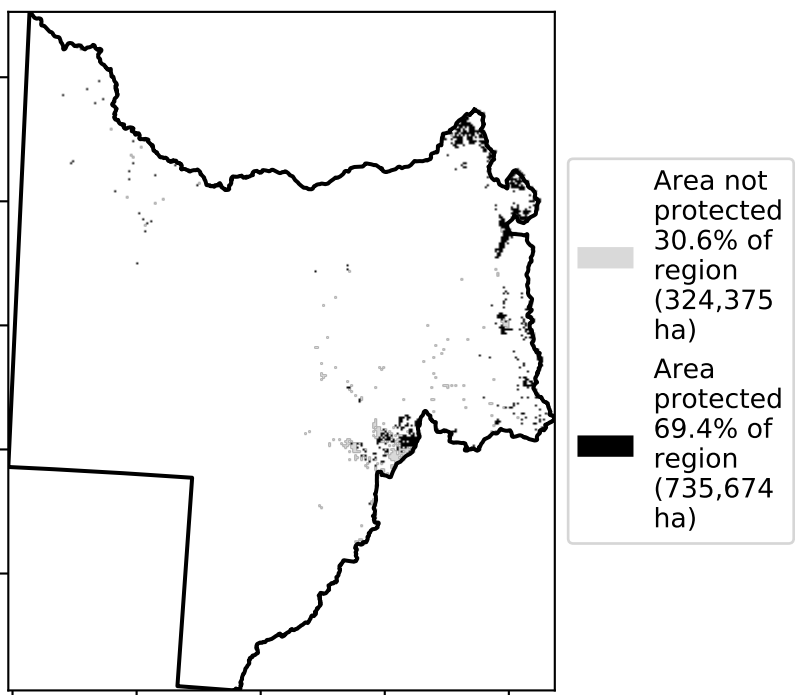 Area not
protected
30.6% of
region
(324,375
ha)
Area
protected
69.4% of
region
(735,674
ha)